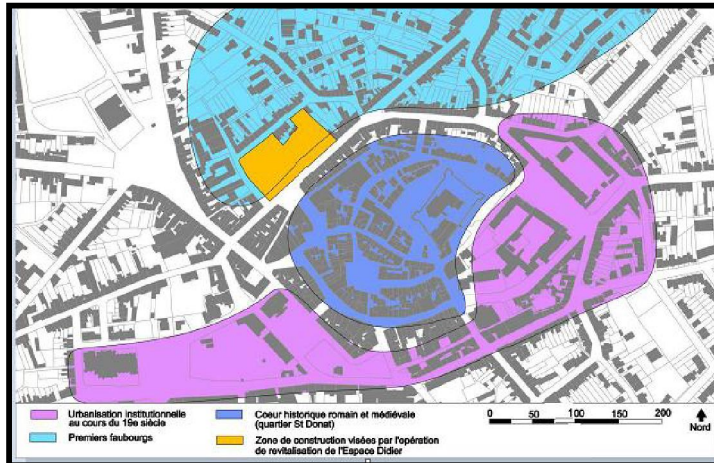 Urbanisation institutionnelle
au cours du 19e siècle
Premiers faubourgs
Coeur historique romain et médiévale
(quartier St Donat)
Zone de construction visées par l'opération
de revitalisation de l'Espace Didier
0 50 100 150 200
Nord